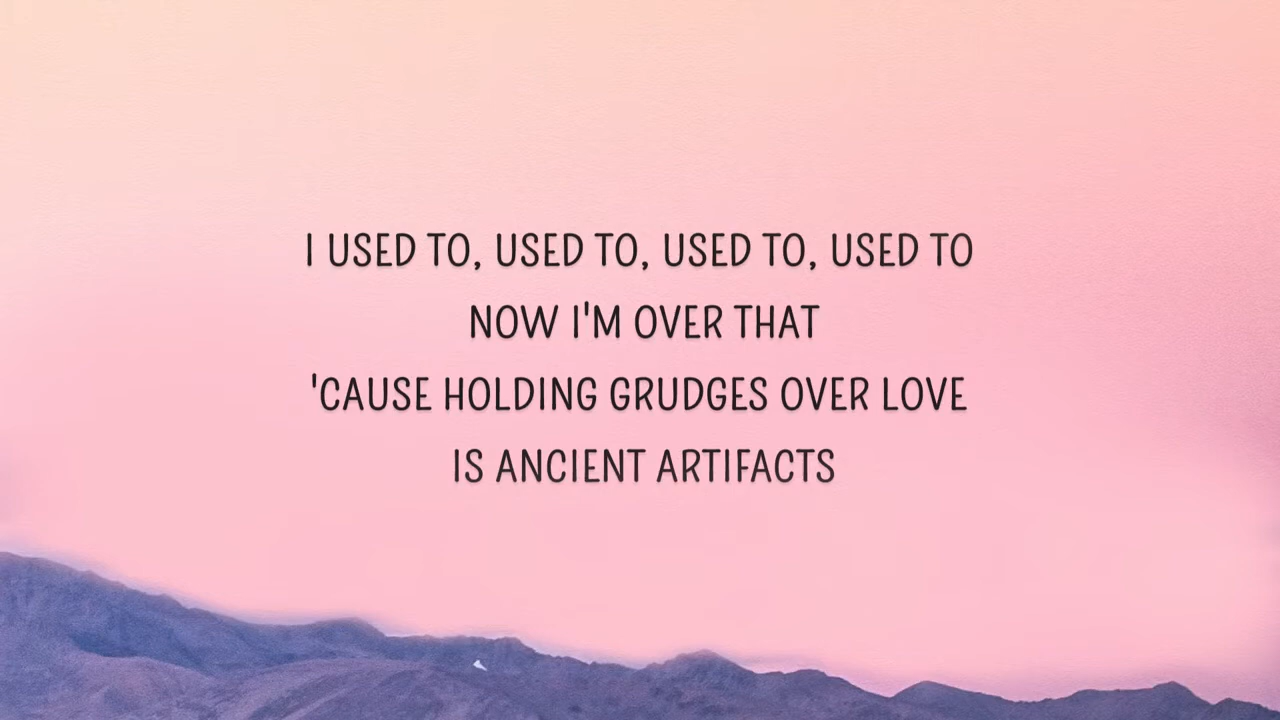 I USED TO, USED TO, USED TO, USED TO
NOW I'M OVER THAT
'CAUSE HOLDING GRUDGES OVER LOVE
IS ANCIENT ARTIFACTS